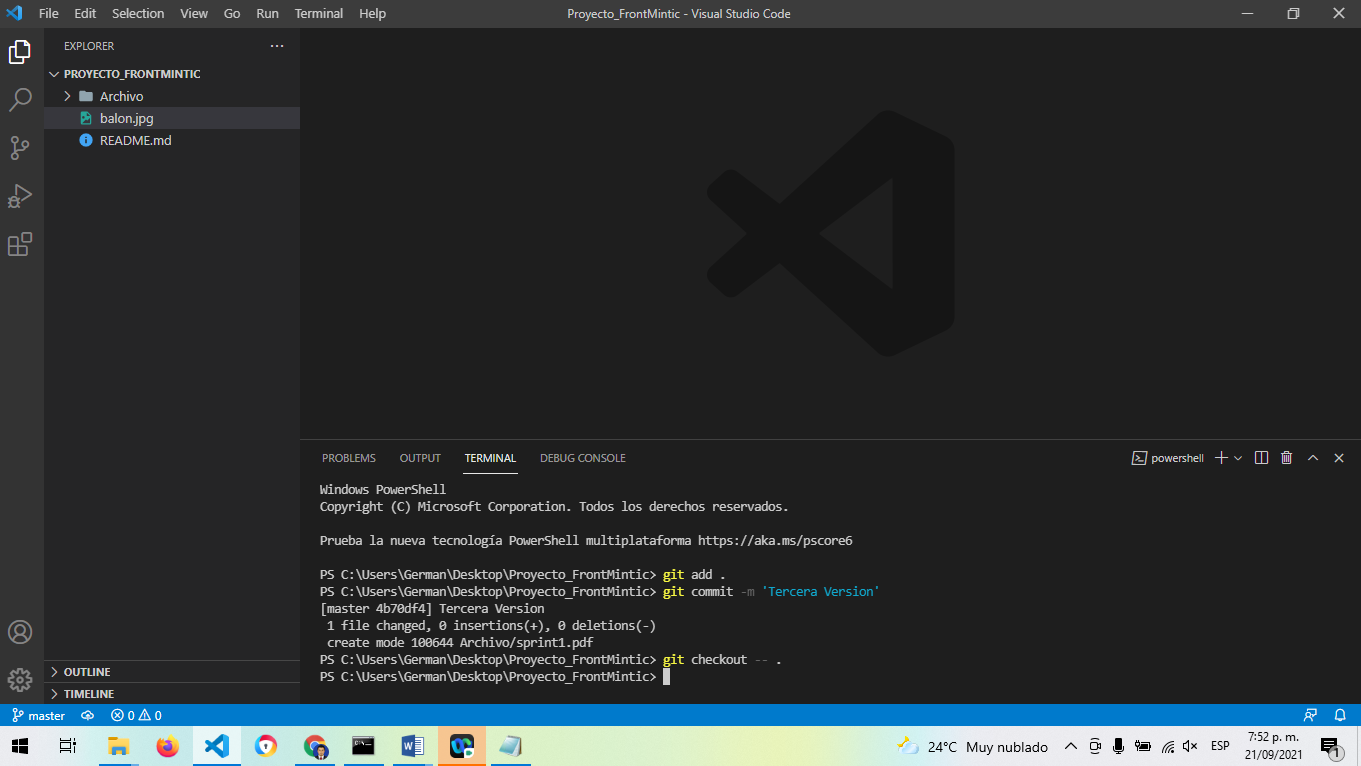 File Edit Selection View Go Run Terminal Help
Proyecto_FrontMintic - Visual Studio Code
EXPLORER
PROYECTO_FRONTMINTIC
Archivo
balon.jpg
README.md
OUTLINE
TIMELINE
PROBLEMS OUTPUT TERMINAL DEBUG CONSOLE
powershell
Windows PowerShell
Copyright (C) Microsoft Corporation. Todos los derechos reservados.
Prueba la nueva tecnología PowerShell multiplataforma https://aka.ms/pscore6
PS C:\Users\German\Desktop\Proyecto_FrontMintic> git add .
PS C:\Users\German\Desktop\Proyecto_FrontMintic> git commit -m 'Tercera Version'
[master 4b70df4] Tercera Version
1 file changed, 0 insertions(+), 0 deletions(-)
create mode 100644 Archivo/sprint1.pdf
PS C:\Users\German\Desktop\Proyecto_FrontMintic> git checkout -- .
PS C:\Users\German\Desktop\Proyecto_FrontMintic>
master 0 0
24°C Muy nublado
ESP
7:52 p. m.
21/09/2021
1